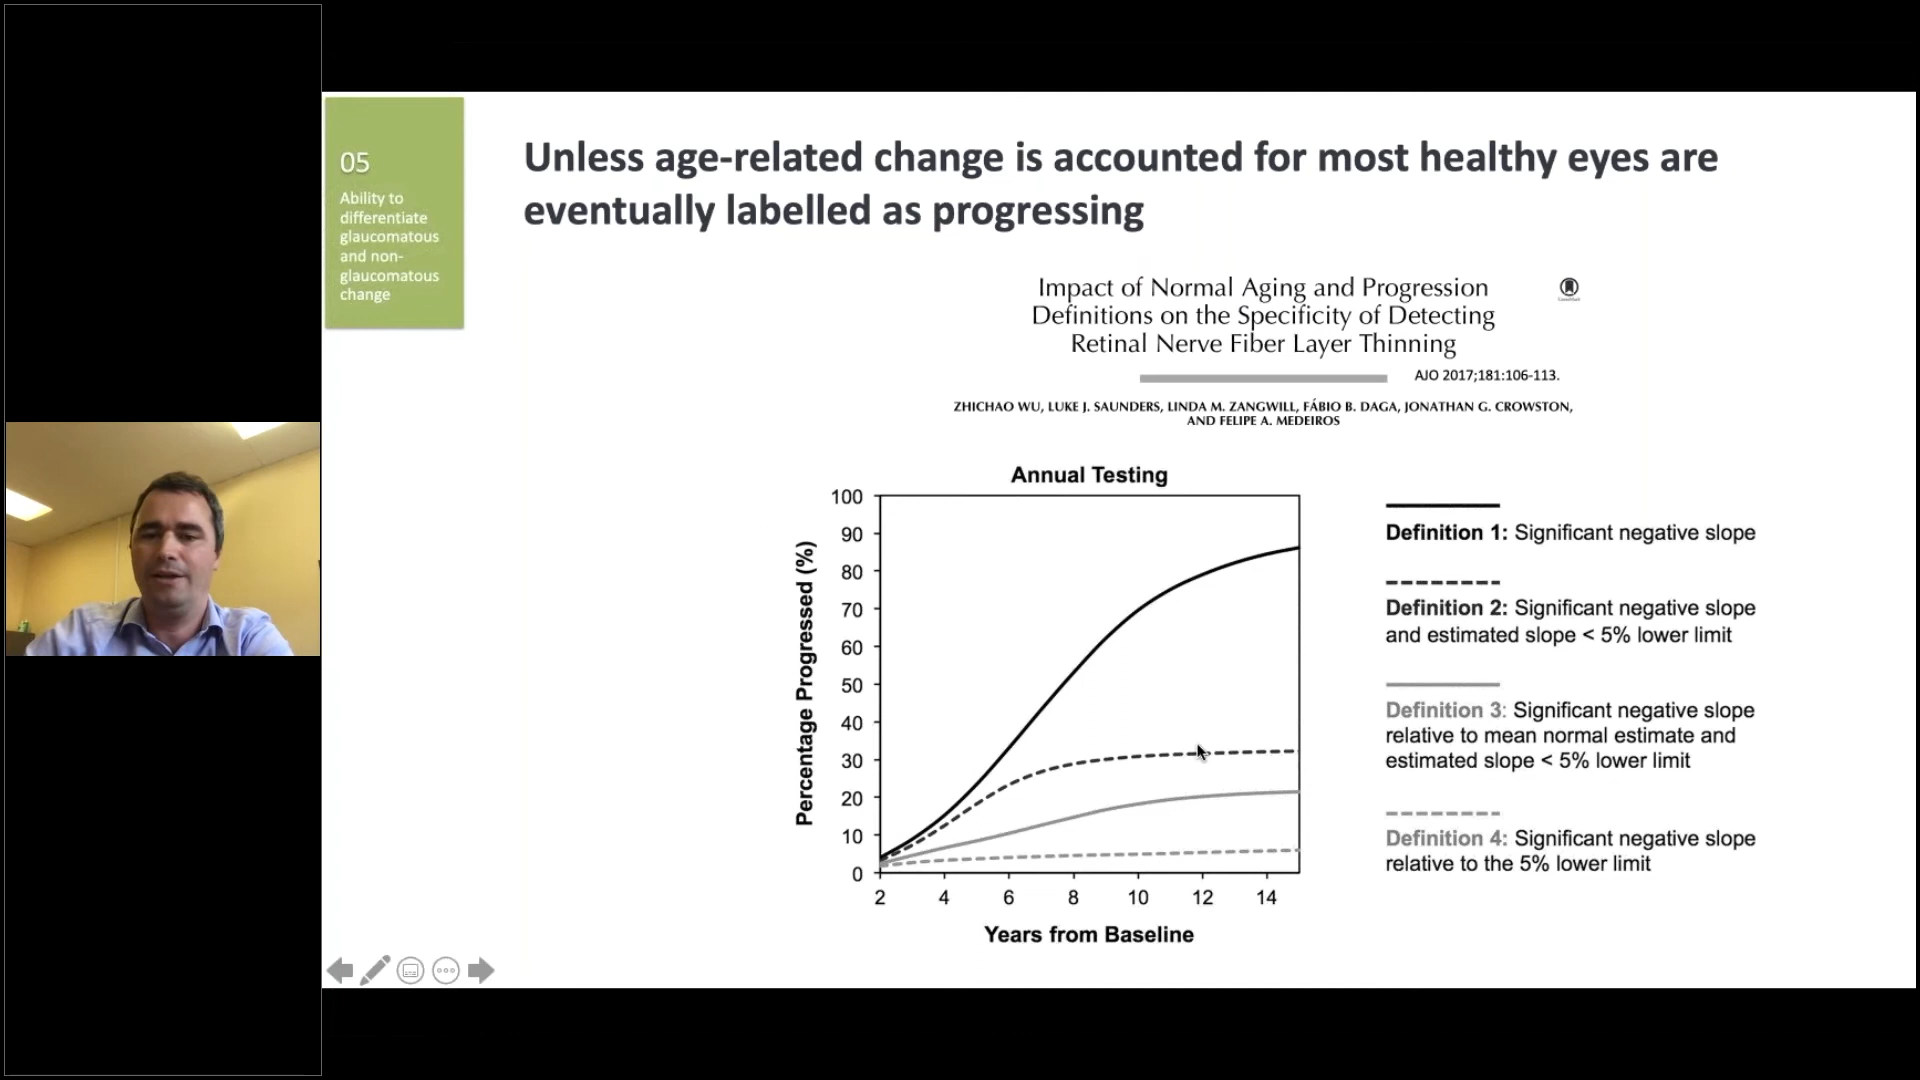 05
Ability to
differentiate
glaucomatous
and non-
glaucomatous
change
Unless age-related change is accounted for most healthy eyes are
eventually labelled as progressing
Impact of Normal Aging and Progression
Definitions on the Specificity of Detecting
Retinal Nerve Fiber Layer Thinning
AJO 2017;181:106-113.
ZHICHAO WU, LUKE J. SAUNDERS, LINDA M. ZANGWILL, FÁBIO B. DAGA, JONATHAN G. CROWSTON,
AND FELIPE A. MEDEIROS
Annual Testing
Percentage Progressed (%)
100
90
80
70
60
50
40
30
20
10
0
2 4 6 8 10 12 14
Years from Baseline
Definition 1: Significant negative slope
Definition 2: Significant negative slope
and estimated slope < 5% lower limit
Definition 3: Significant negative slope
relative to mean normal estimate and
estimated slope < 5% lower limit
Definition 4: Significant negative slope
relative to the 5% lower limit